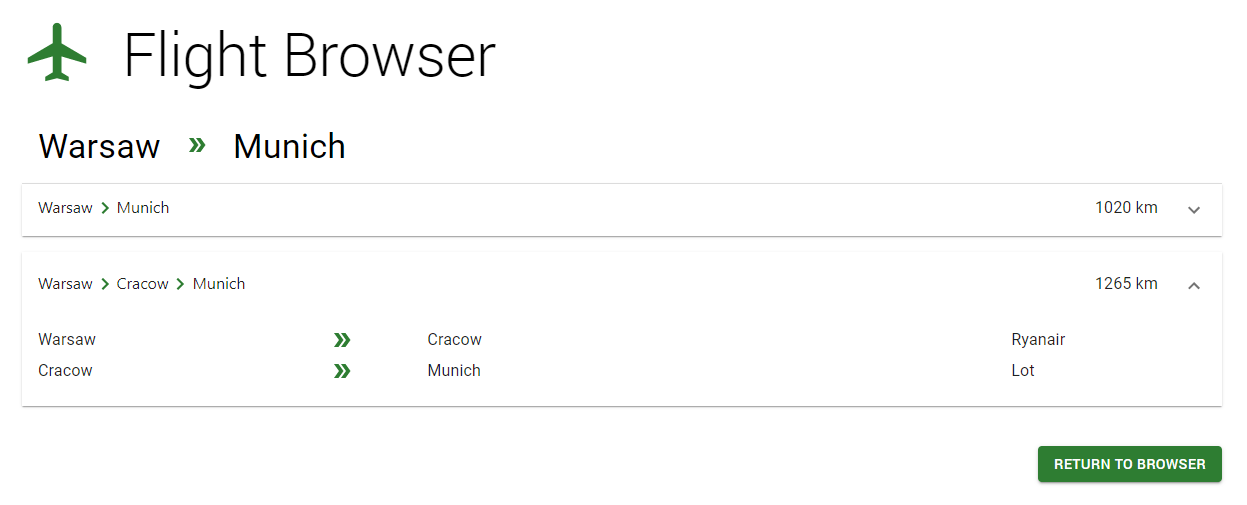 Flight Browser
Warsaw Munich
Warsaw Munich 1020 km
Warsaw Cracow Munich 1265 km
Warsaw Cracow Ryanair
Cracow Munich Lot
RETURN TO BROWSER